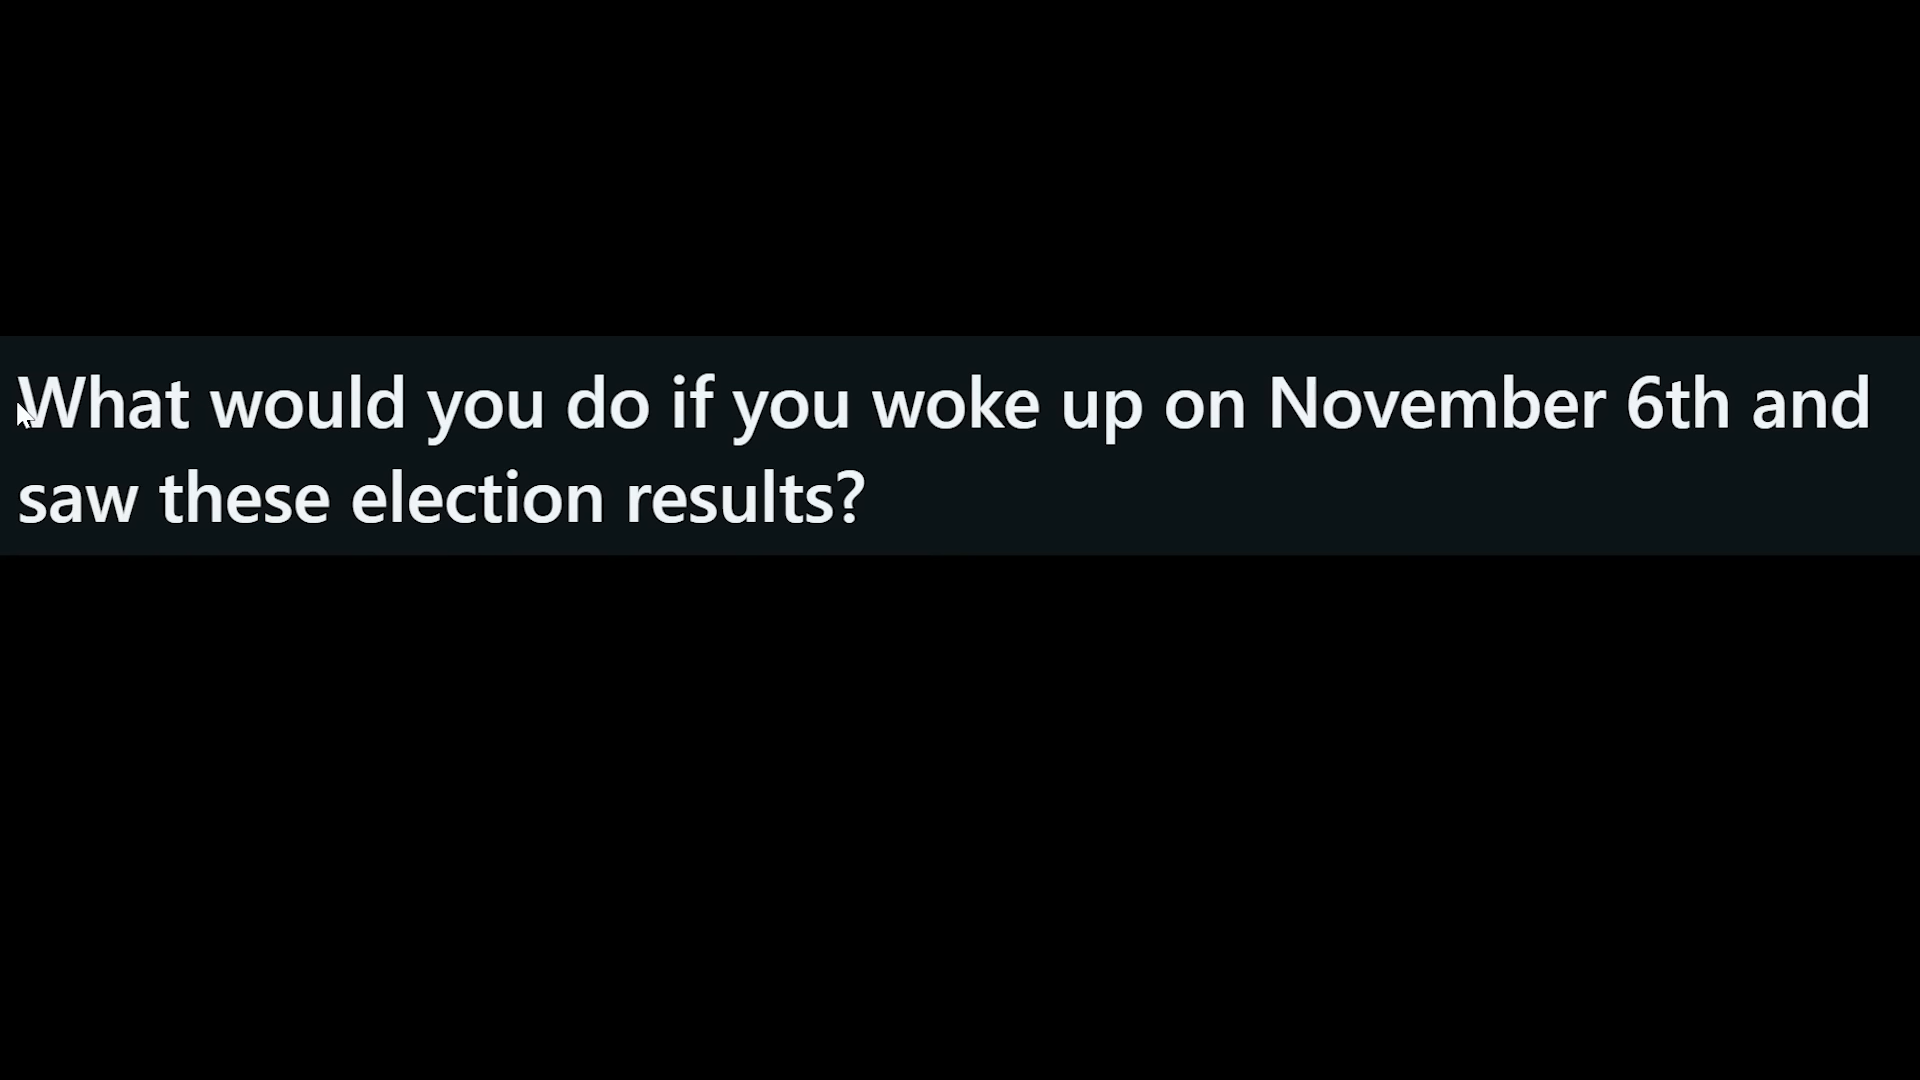 What would you do if you woke up on November 6th and
saw these election results?